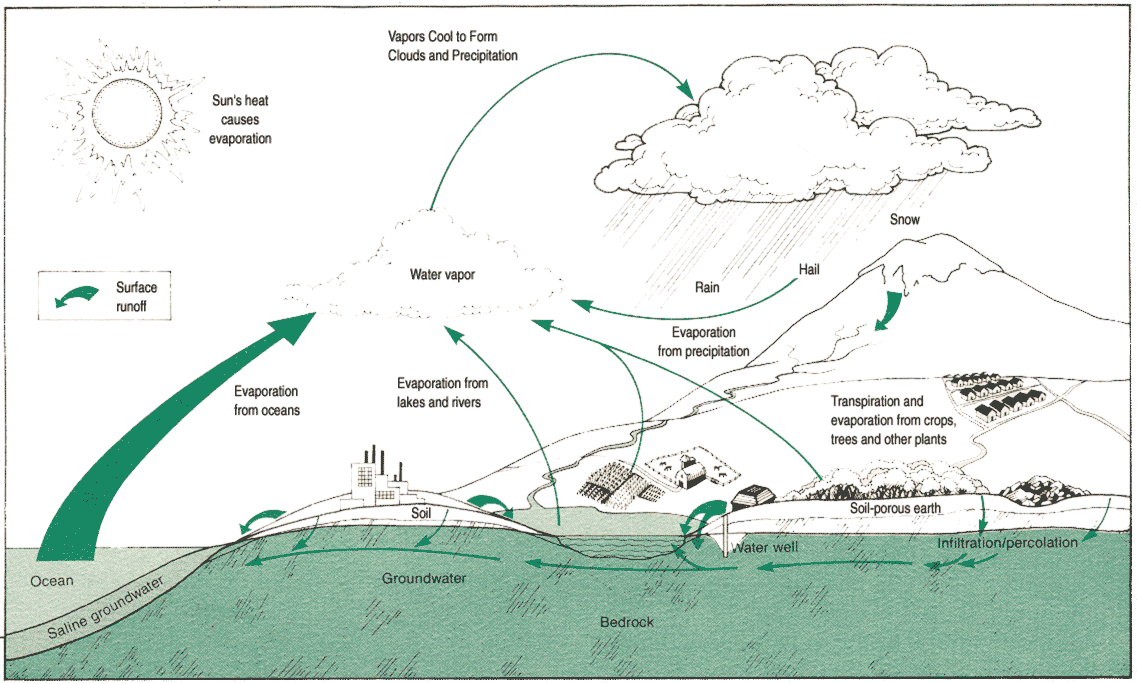 Vapors Cool to Form
Clouds and Precipitation
Sun's heat
causes
evaporation
Snow
Water vapor
Hail
Rain
Surface
runoff
Evaporation
from precipitation
Evaporation
from oceans
Evaporation from
lakes and rivers
Transpiration and
evaporation from crops,
trees and other plants
Soil
Soil-porous earth
Water well
Infiltration/percolation
Ocean
Groundwater
Saline groundwater
Bedrock